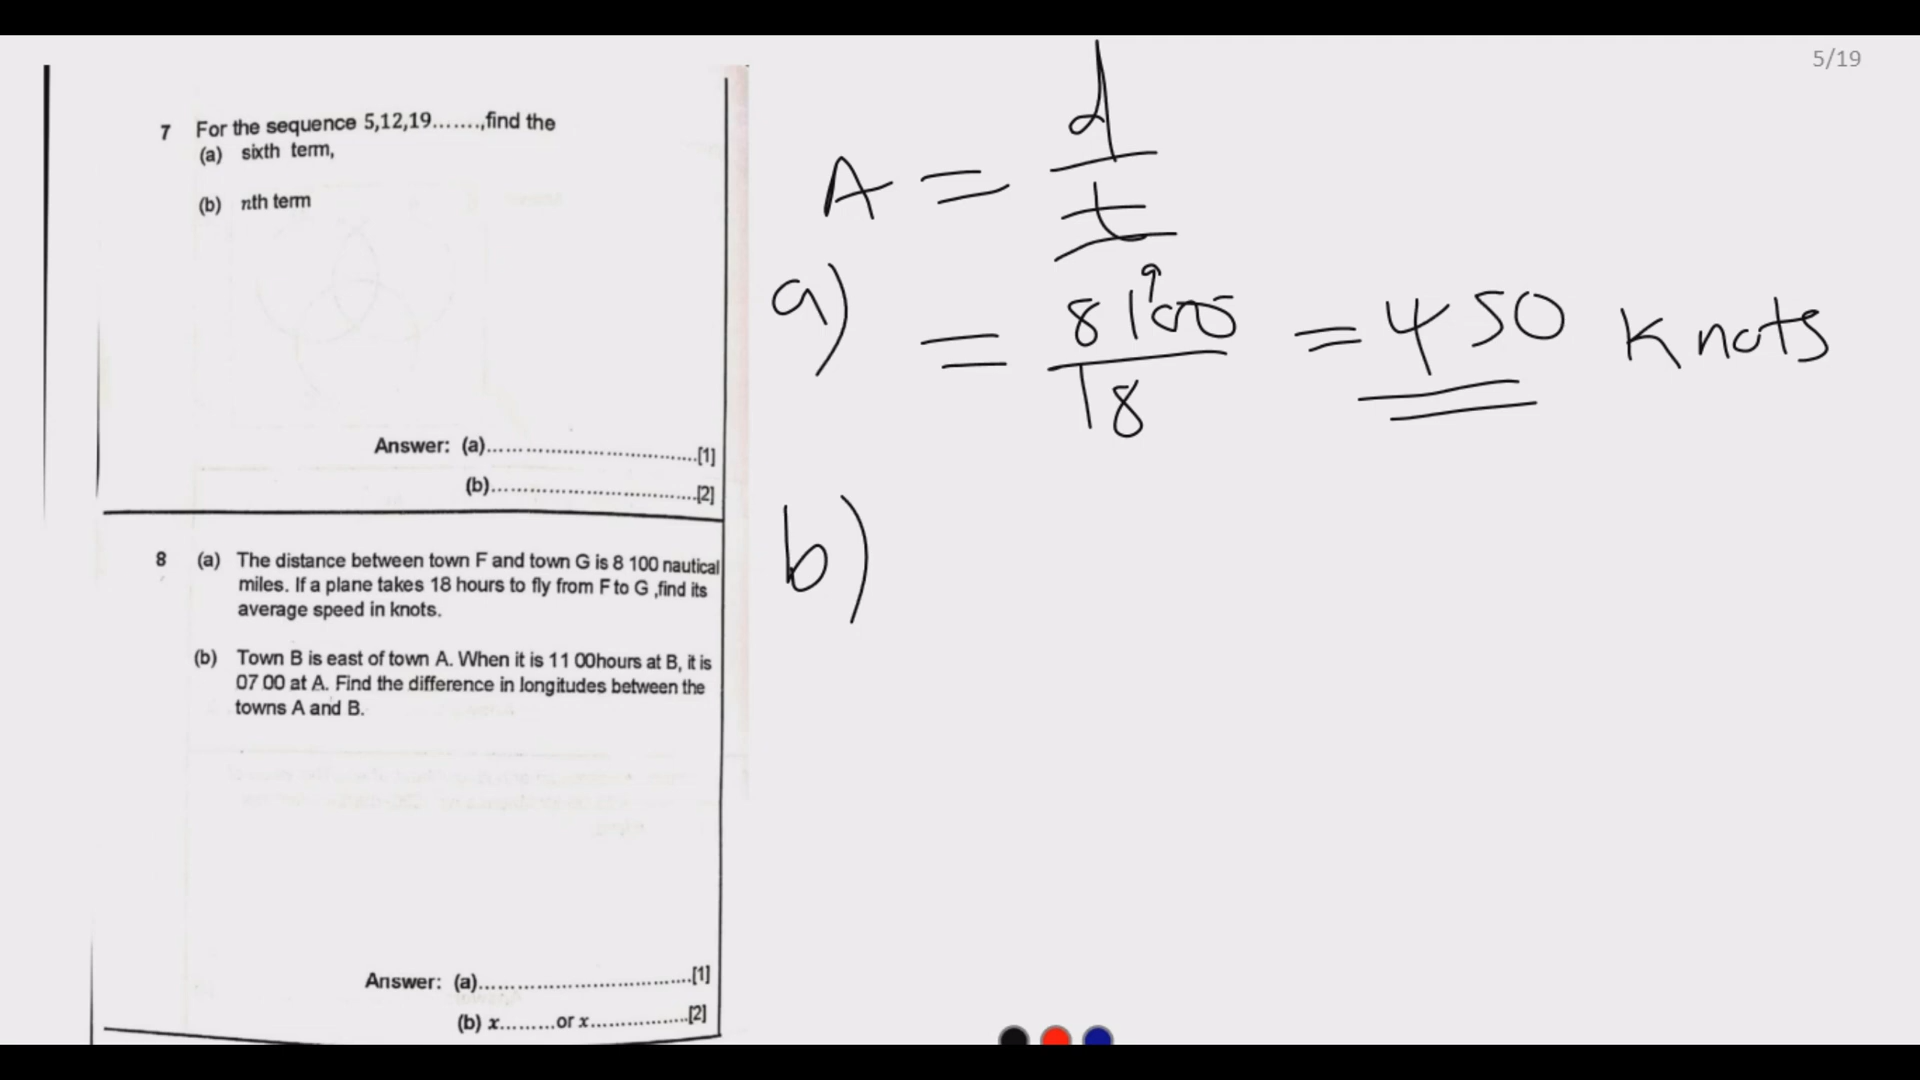 5/19
7 For the sequence 5,12,19.......,find the
(a) sixth term,
(b) nth term
Answer: (a)....................................[1]
(b)....................................[2]
8 (a) The distance between town F and town G is 8 100 nautical
miles. If a plane takes 18 hours to fly from F to G ,find its
average speed in knots.
(b) Town B is east of town A. When it is 11 00hours at B, it is
07 00 at A. Find the difference in longitudes between the
towns A and B.
Answer: (a)....................................[1]
(b) x.........or x................[2]
A = d/t
a) = 8100/18 = 450 Knots
b)